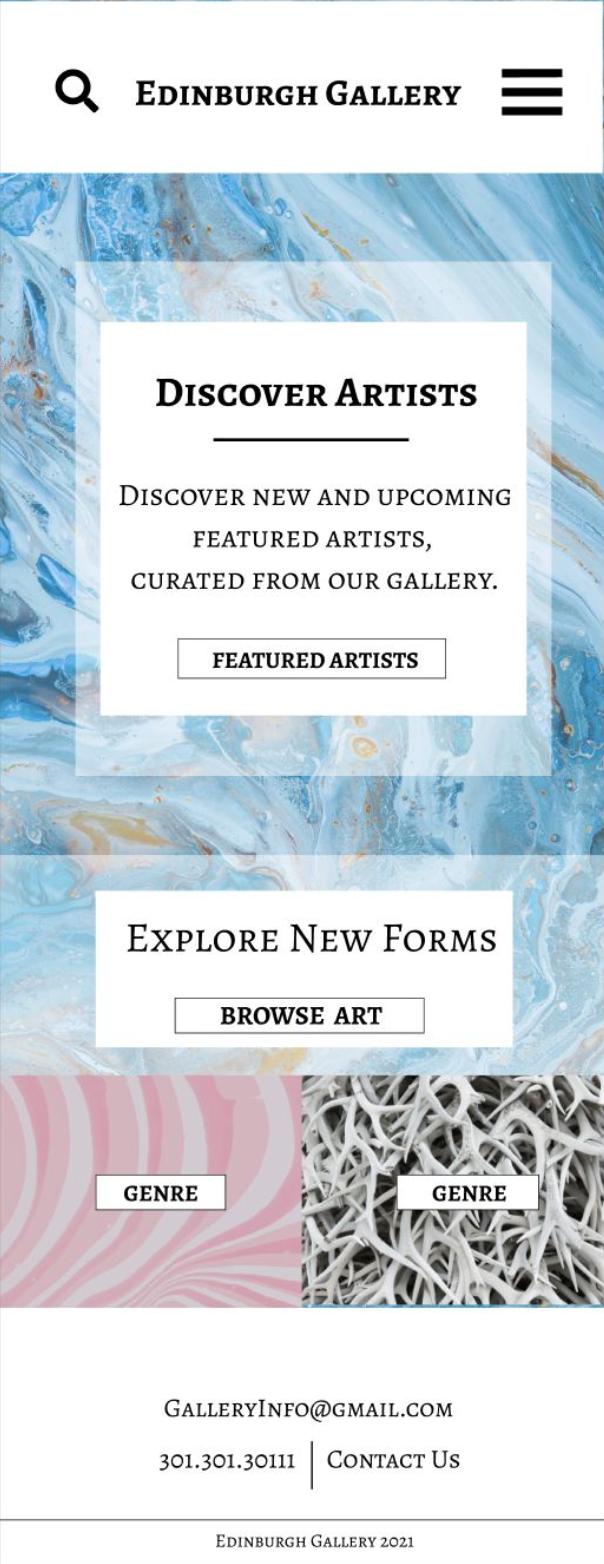 Edinburgh Gallery
Discover Artists
Discover new and upcoming
featured artists,
curated from our gallery.
FEATURED ARTISTS
Explore New Forms
BROWSE ART
GENRE
GENRE
GalleryInfo@gmail.com
301.301.30111 | Contact Us
Edinburgh Gallery 2021